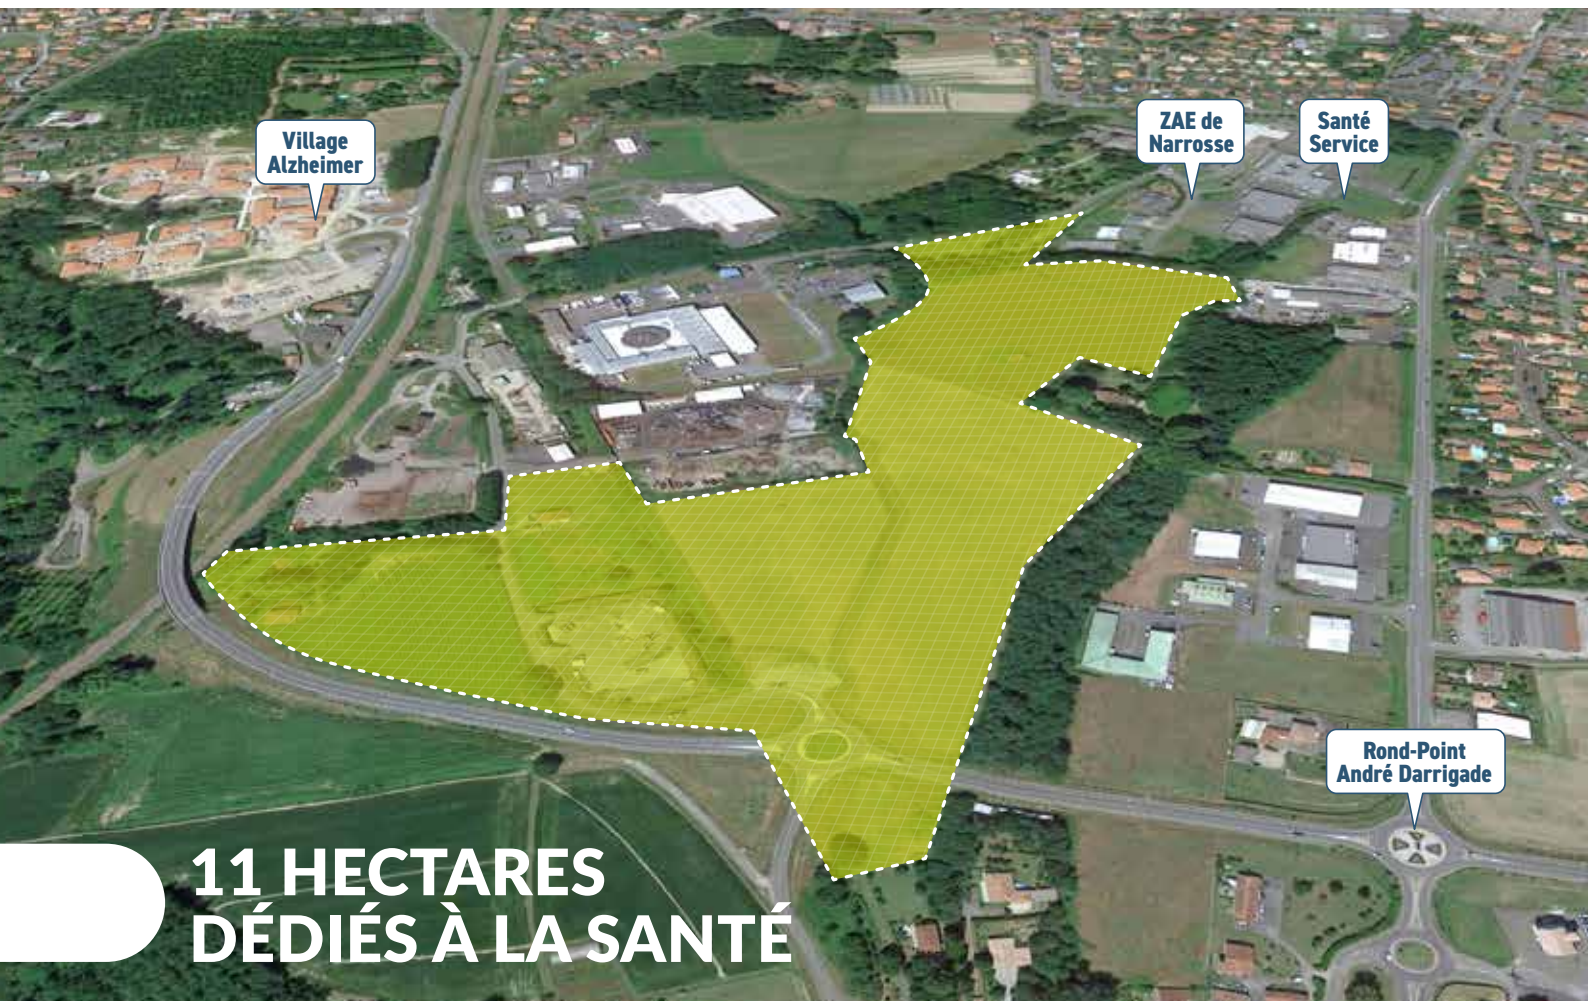 Village
Alzheimer
ZAE de
Narrosse
Santé
Service
Rond-Point
André Darrigade
11 HECTARES
DÉDIÉS À LA SANTÉ